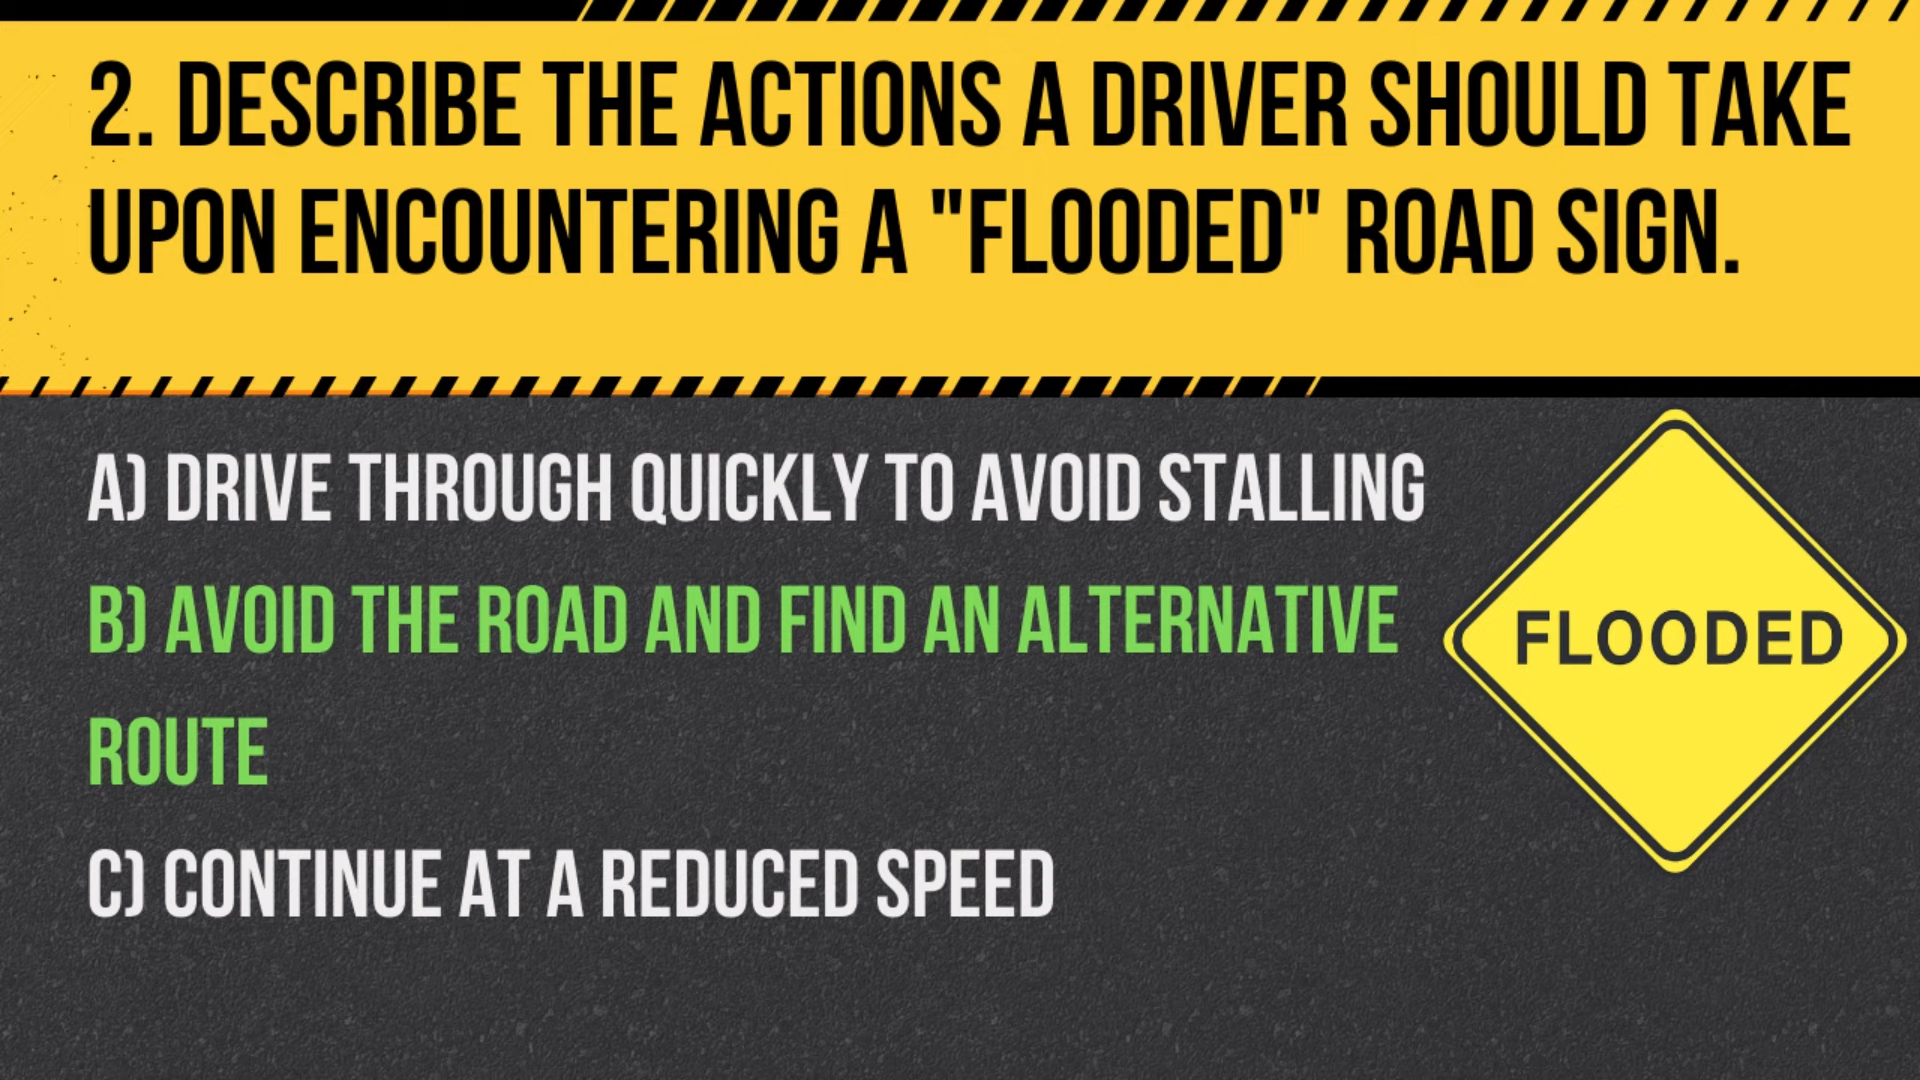 2. DESCRIBE THE ACTIONS A DRIVER SHOULD TAKE
UPON ENCOUNTERING A "FLOODED" ROAD SIGN.
A) DRIVE THROUGH QUICKLY TO AVOID STALLING
B) AVOID THE ROAD AND FIND AN ALTERNATIVE
ROUTE
C) CONTINUE AT A REDUCED SPEED
FLOODED